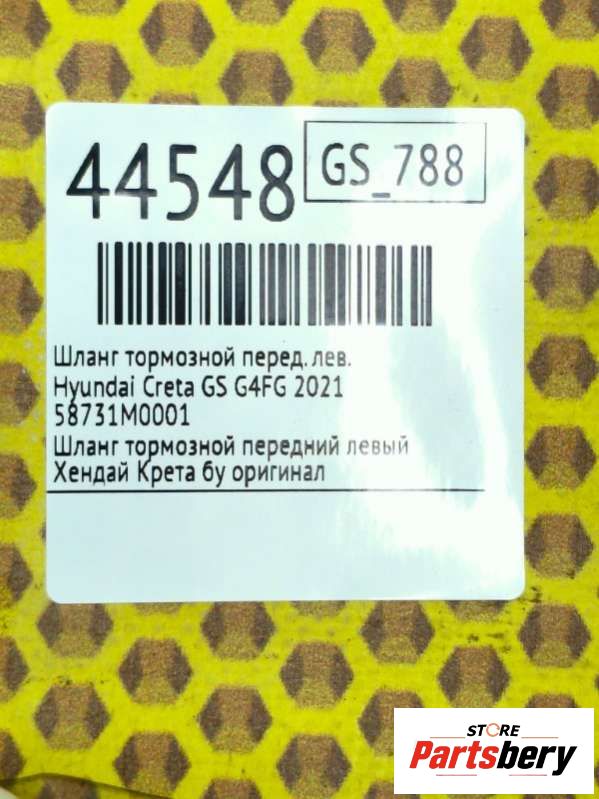 44548
GS_788
Шланг тормозной перед. лев.
Hyundai Creta GS G4FG 2021
58731M0001
Шланг тормозной передний левый
Хендай Крета бу оригинал
STORE
Partsbery